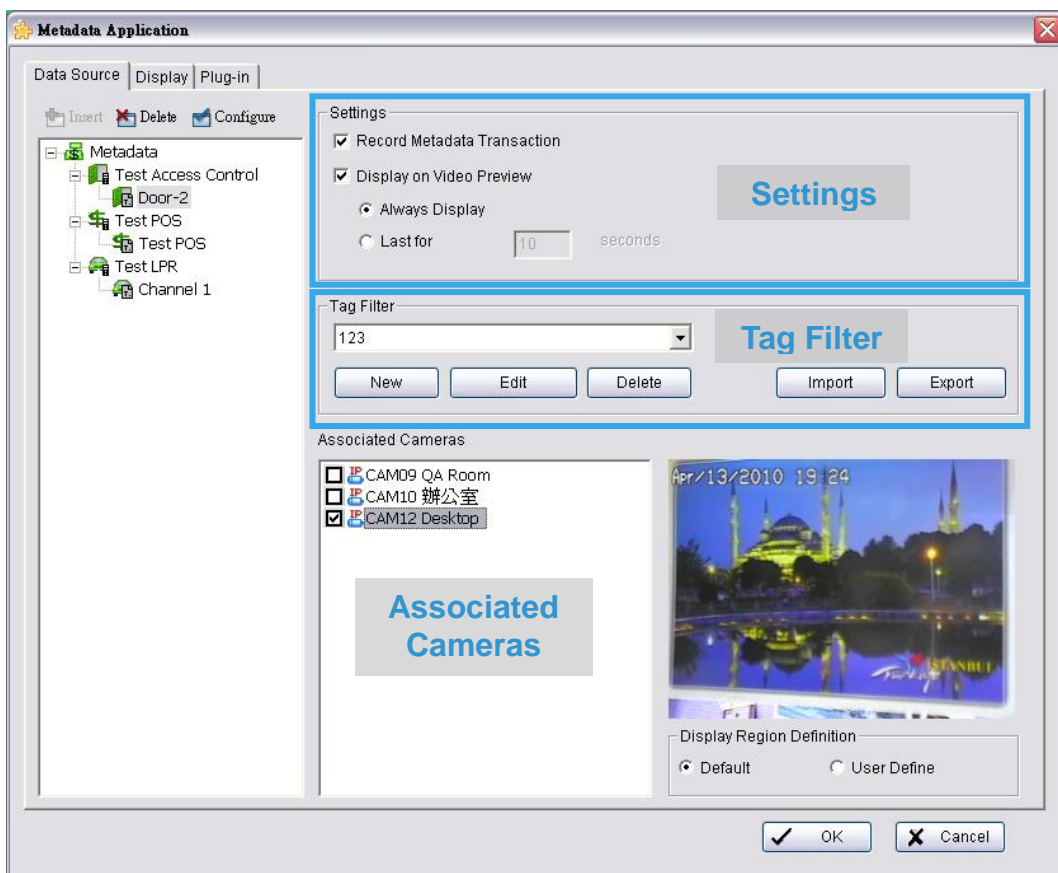 Metadata Application
Data Source Display Plug-in
Insert Delete Configure
Metadata
Test Access Control
Door-2
Test POS
Test POS
Test LPR
Channel 1
Settings
Record Metadata Transaction
Display on Video Preview
Always Display
Last for 10 seconds
Settings
Tag Filter
123
Tag Filter
New Edit Delete Import Export
Associated Cameras
IP CAM09 QA Room
IP CAM10 辦公室
IP CAM12 Desktop
Associated
Cameras
Apr/13/2010 19:24
Türkiye
ISTANBUL
Display Region Definition
Default User Define
OK Cancel